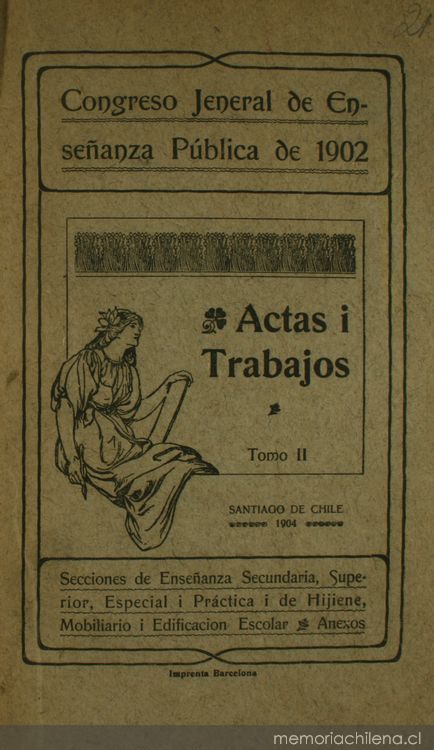 Congreso Jeneral de En-
señanza Pública de 1902
Actas i
Trabajos
Tomo II
SANTIAGO DE CHILE
1904
Secciones de Enseñanza Secundaria, Supe-
rior, Especial i Práctica i de Hijiene,
Mobiliario i Edificacion Escolar Anexos
Imprenta Barcelona
memoriachilena.cl